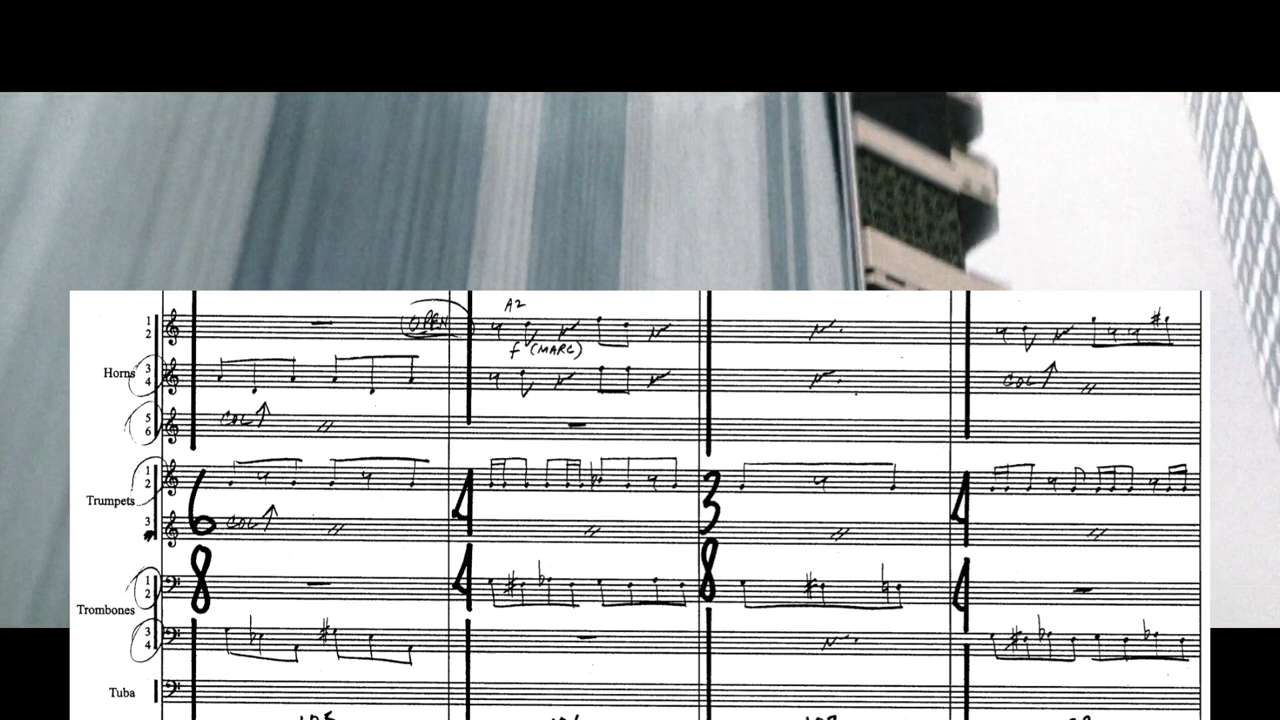 A2
1
2
OPEN
f (MARC)
Horns
3
4
COL ↑
5
6
COL ↑
1
2
Trumpets
6 4 3 4
3
COL ↑
8 4 8 4
1
2
Trombones
3
4
Tuba